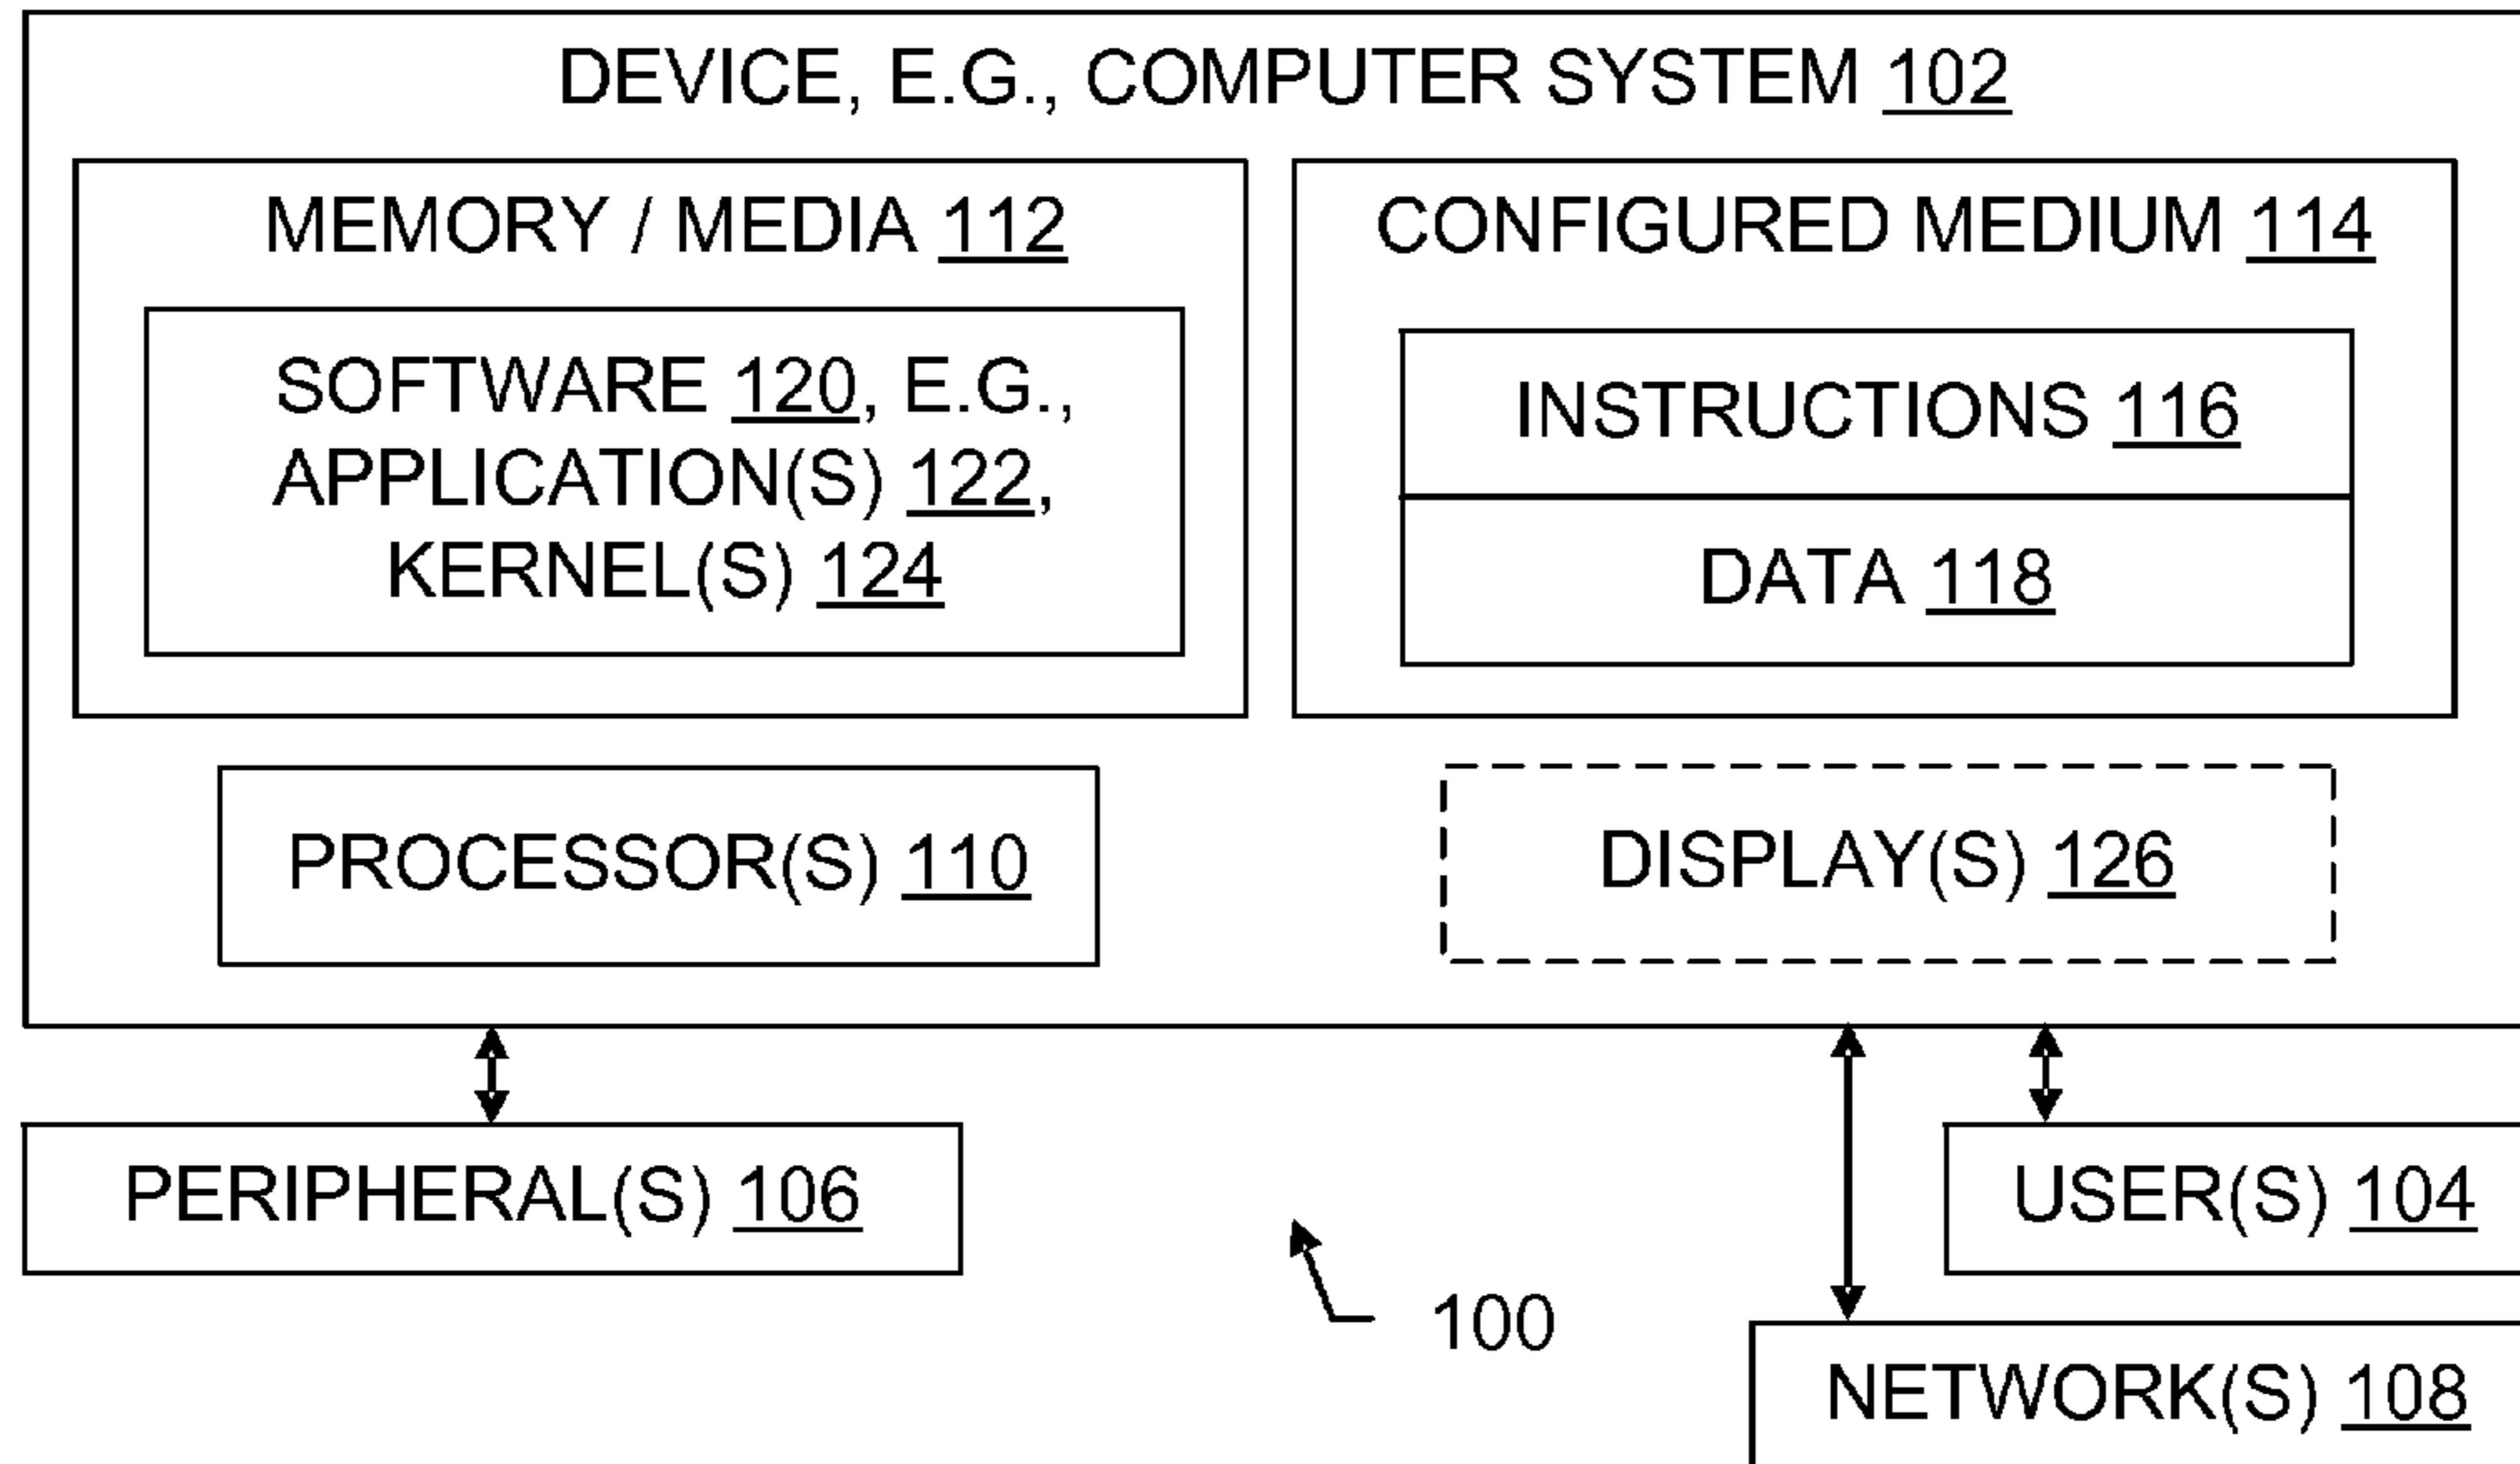 DEVICE, E.G., COMPUTER SYSTEM 102
MEMORY / MEDIA 112
SOFTWARE 120, E.G.,
APPLICATION(S) 122,
KERNEL(S) 124
CONFIGURED MEDIUM 114
INSTRUCTIONS 116
DATA 118
PROCESSOR(S) 110
DISPLAY(S) 126
PERIPHERAL(S) 106
USER(S) 104
100
NETWORK(S) 108